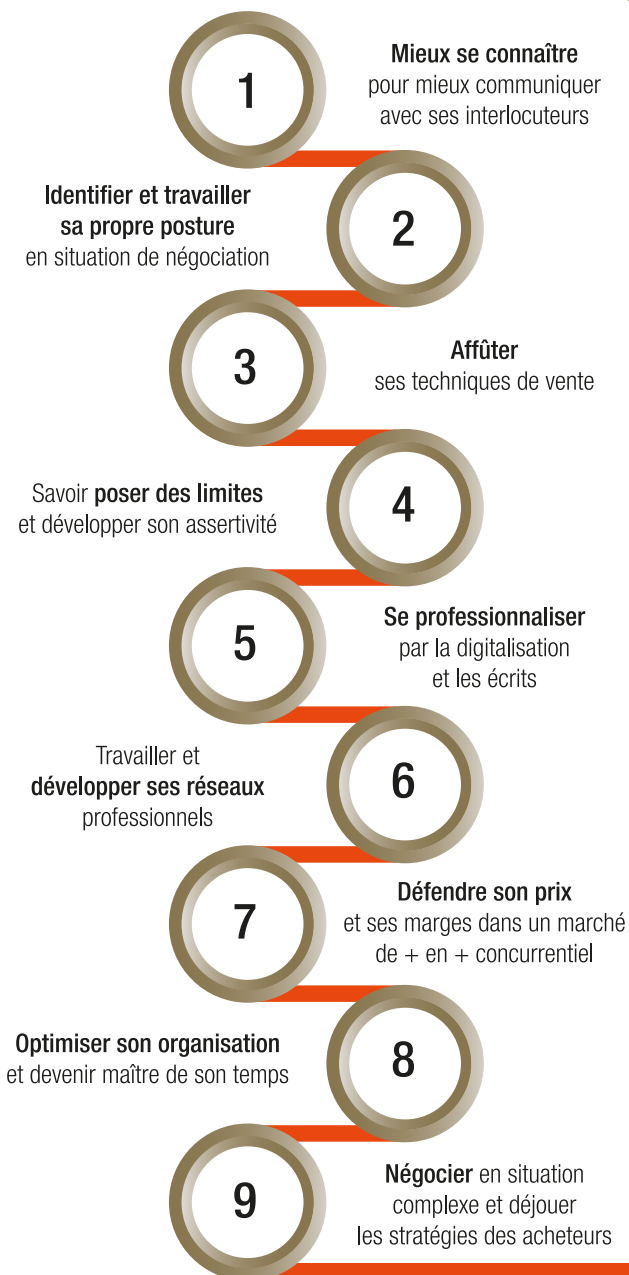 1
Mieux se connaître
pour mieux communiquer
avec ses interlocuteurs
Identifier et travailler
sa propre posture
en situation de négociation
2
3
Affûter
ses techniques de vente
Savoir poser des limites
et développer son assertivité
4
5
Se professionnaliser
par la digitalisation
et les écrits
Travailler et
développer ses réseaux
professionnels
6
7
Défendre son prix
et ses marges dans un marché
de + en + concurrentiel
Optimiser son organisation
et devenir maître de son temps
8
9
Négocier en situation
complexe et déjouer
les stratégies des acheteurs